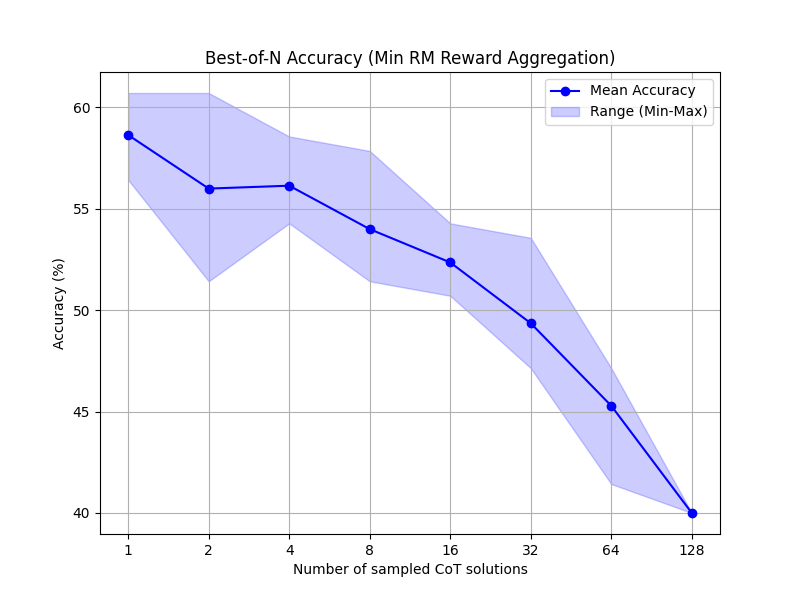 Best-of-N Accuracy (Min RM Reward Aggregation)
Mean Accuracy
Range (Min-Max)
Accuracy (%)
60
55
50
45
40
1 2 4 8 16 32 64 128
Number of sampled CoT solutions